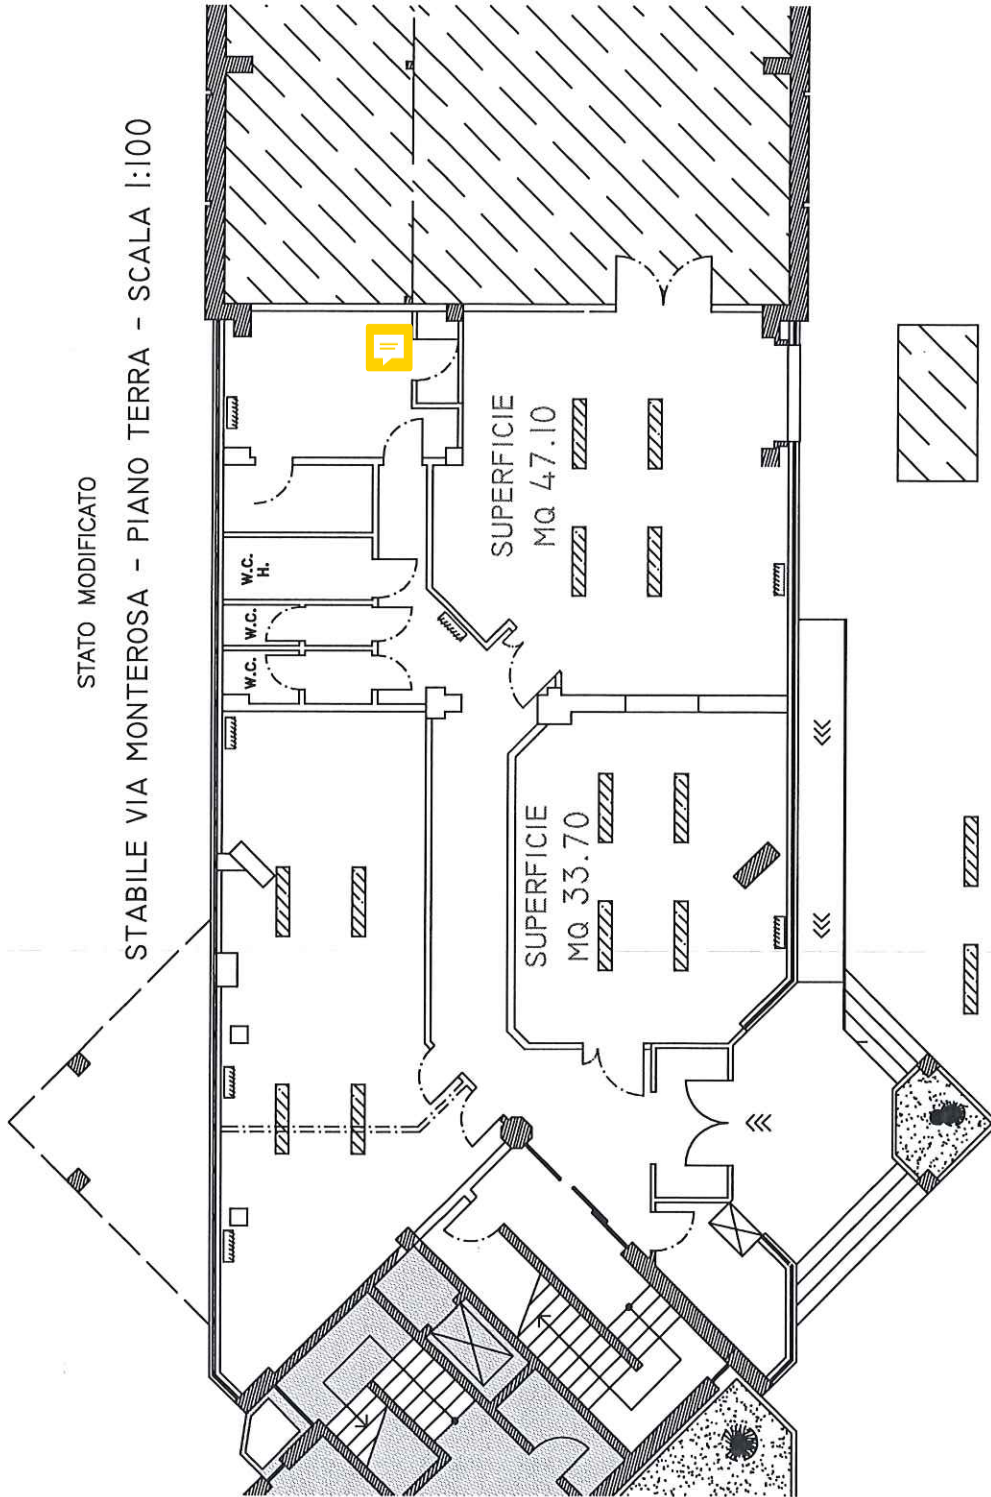 STATO MODIFICATO
STABILE VIA MONTEROSA - PIANO TERRA - SCALA 1:100
W.C.
W.C.
W.C.
H.
SUPERFICIE
MQ 33.70
SUPERFICIE
MQ 47.10